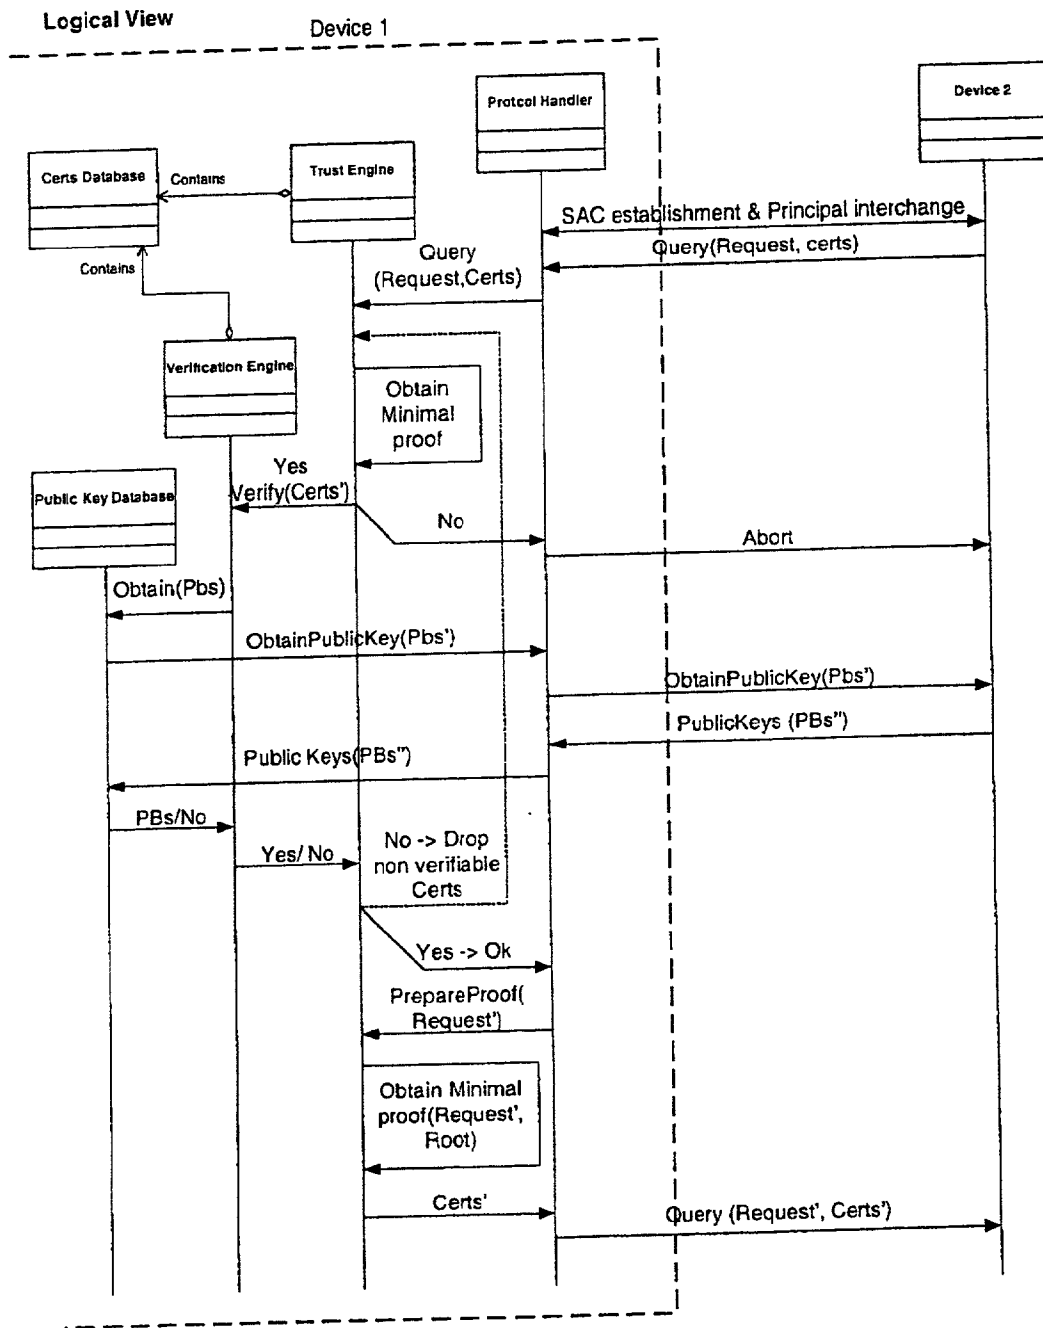 Logical View
Device 1
Protcol Handler
Device 2
Certs Database
Contains
Trust Engine
SAC establishment & Principal interchange
Query(Request, certs)
Query
(Request,Certs)
Contains
Verification Engine
Obtain
Minimal
proof
Yes
Verify(Certs')
Public Key Database
No
Abort
Obtain(Pbs)
ObtainPublicKey(Pbs')
ObtainPublicKey(Pbs')
PublicKeys (PBs")
Public Keys(PBs")
PBs/No
Yes/ No
No -> Drop
non verifiable
Certs
Yes -> Ok
PrepareProof(
Request')
Obtain Minimal
proof(Request',
Root)
Certs'
Query (Request', Certs')